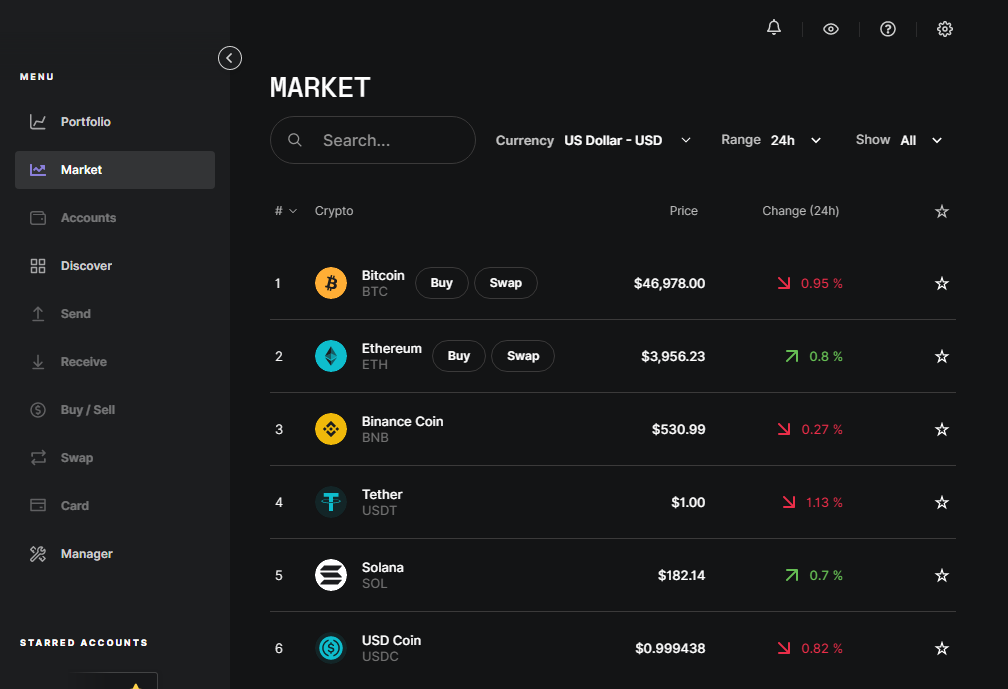 MENU
Portfolio
Market
Accounts
Discover
Send
Receive
Buy / Sell
Swap
Card
Manager
STARRED ACCOUNTS
MARKET
Search...
Currency US Dollar - USD
Range 24h
Show All
# Crypto Price Change (24h)
1 Bitcoin Buy Swap $46,978.00 0.95 %
BTC
2 Ethereum Buy Swap $3,956.23 0.8 %
ETH
3 Binance Coin $530.99 0.27 %
BNB
4 Tether $1.00 1.13 %
USDT
5 Solana $182.14 0.7 %
SOL
6 USD Coin $0.999438 0.82 %
USDC